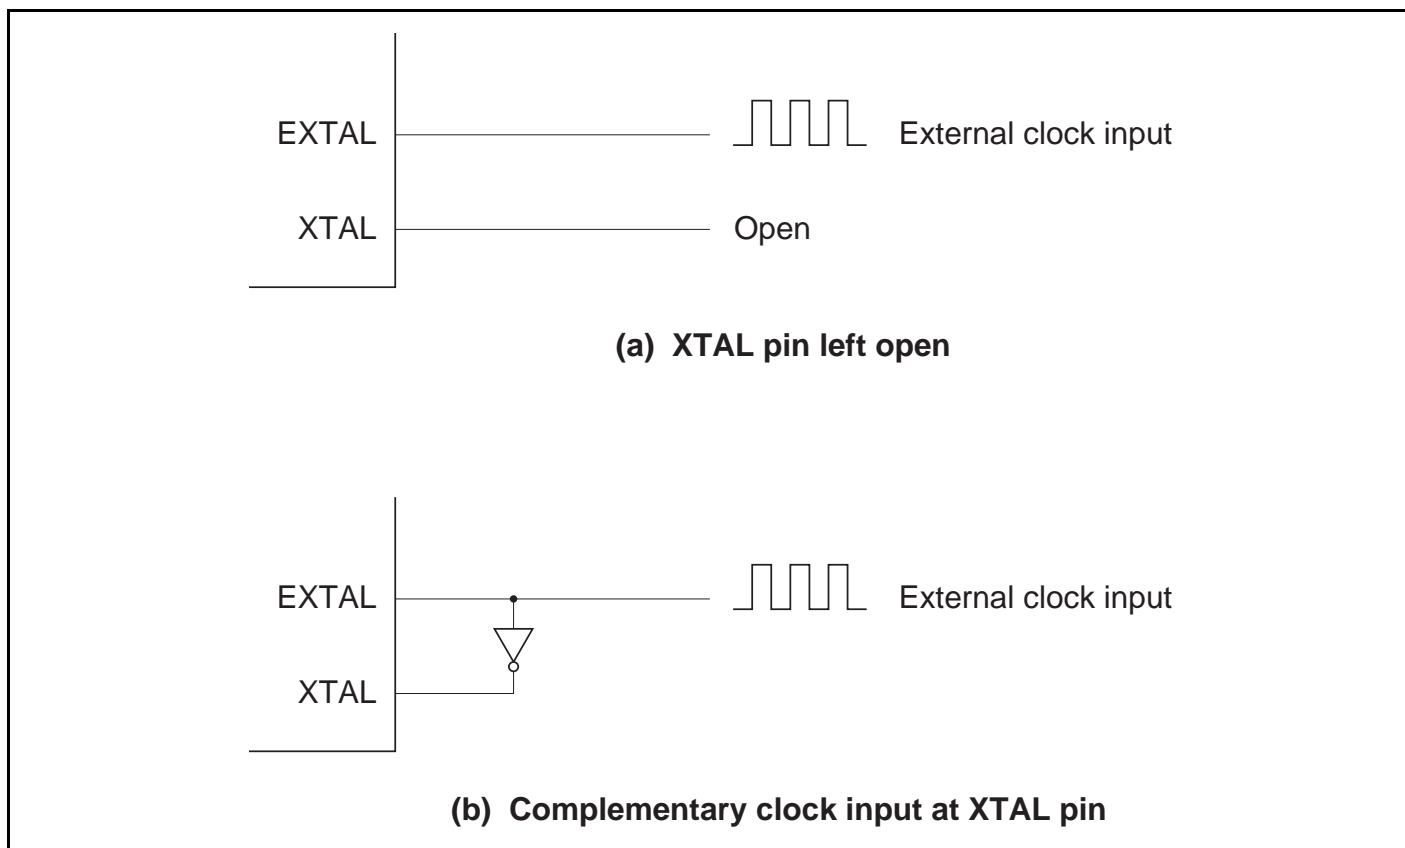 EXTAL
External clock input
XTAL
Open
(a) XTAL pin left open
EXTAL
External clock input
XTAL
(b) Complementary clock input at XTAL pin